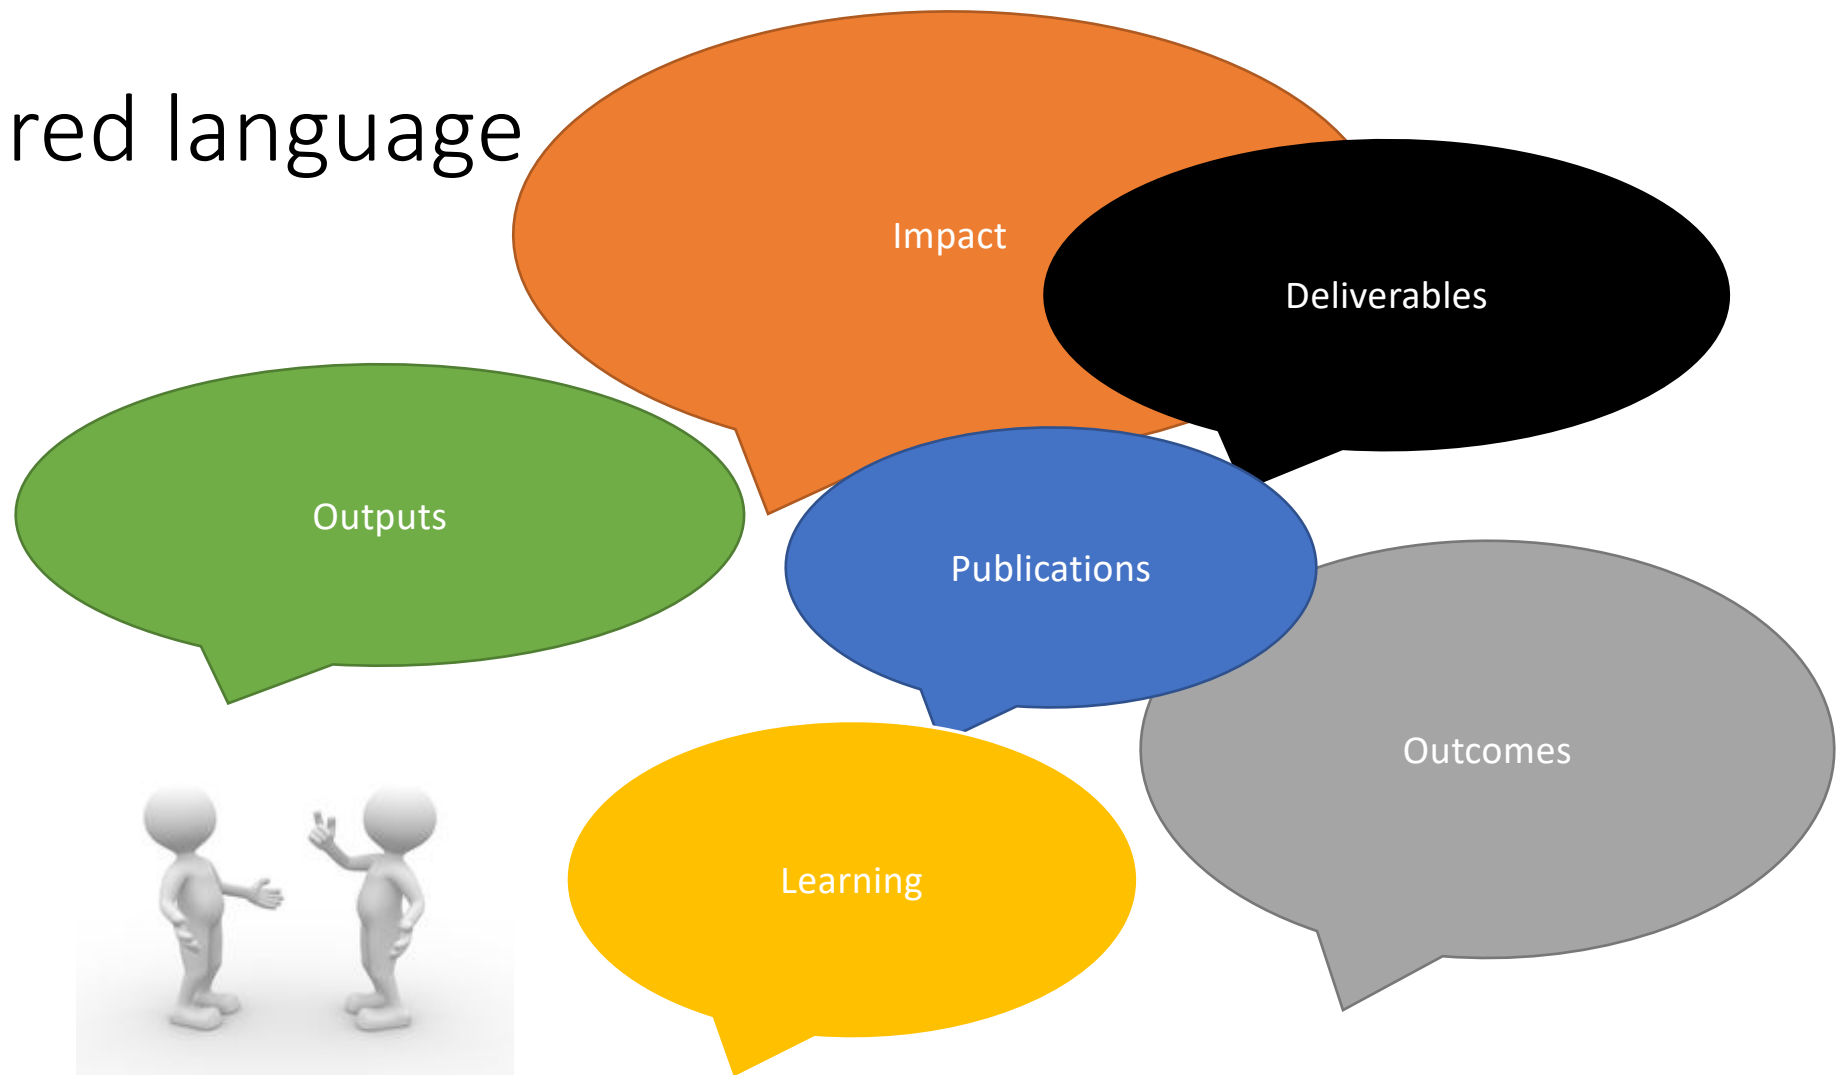 red language
Impact
Deliverables
Outputs
Publications
Outcomes
Learning